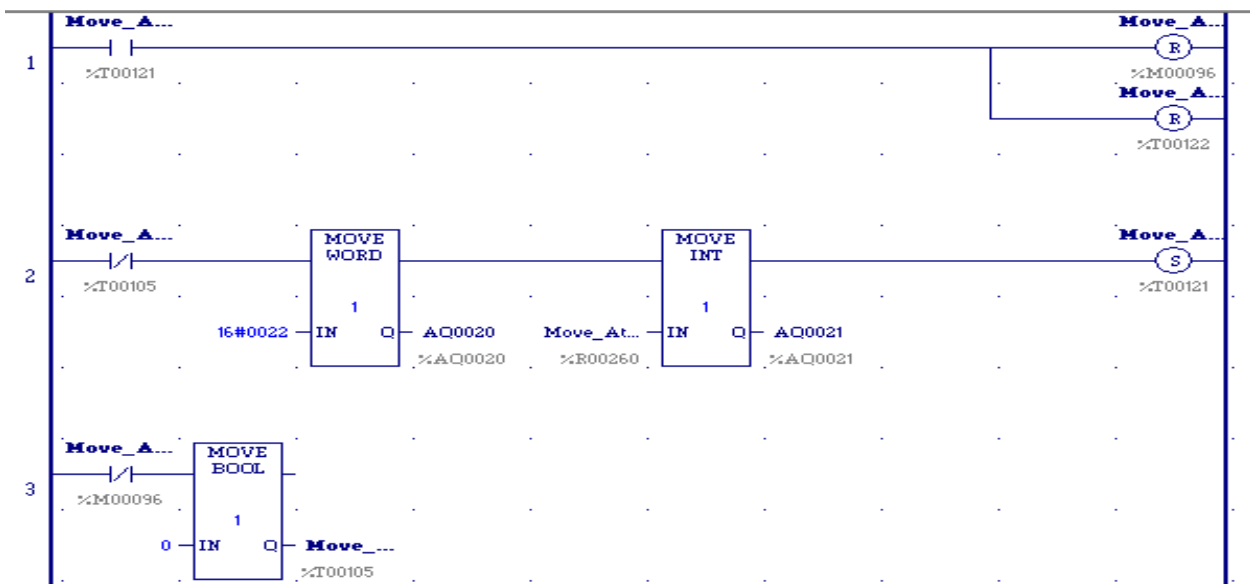 Move_A... Move_A...
R
1
%T00121 %M00096
Move_A...
R
%T00122
Move_A... MOVE MOVE Move_A...
WORD INT
S
2
%T00105 %T00121
1 1
16#0022 IN Q AQ0020 Move_At... IN Q AQ0021
%AQ0020 %R00260 %AQ0021
Move_A... MOVE
BOOL
3
%M00096
1
0 IN Q Move_...
%T00105